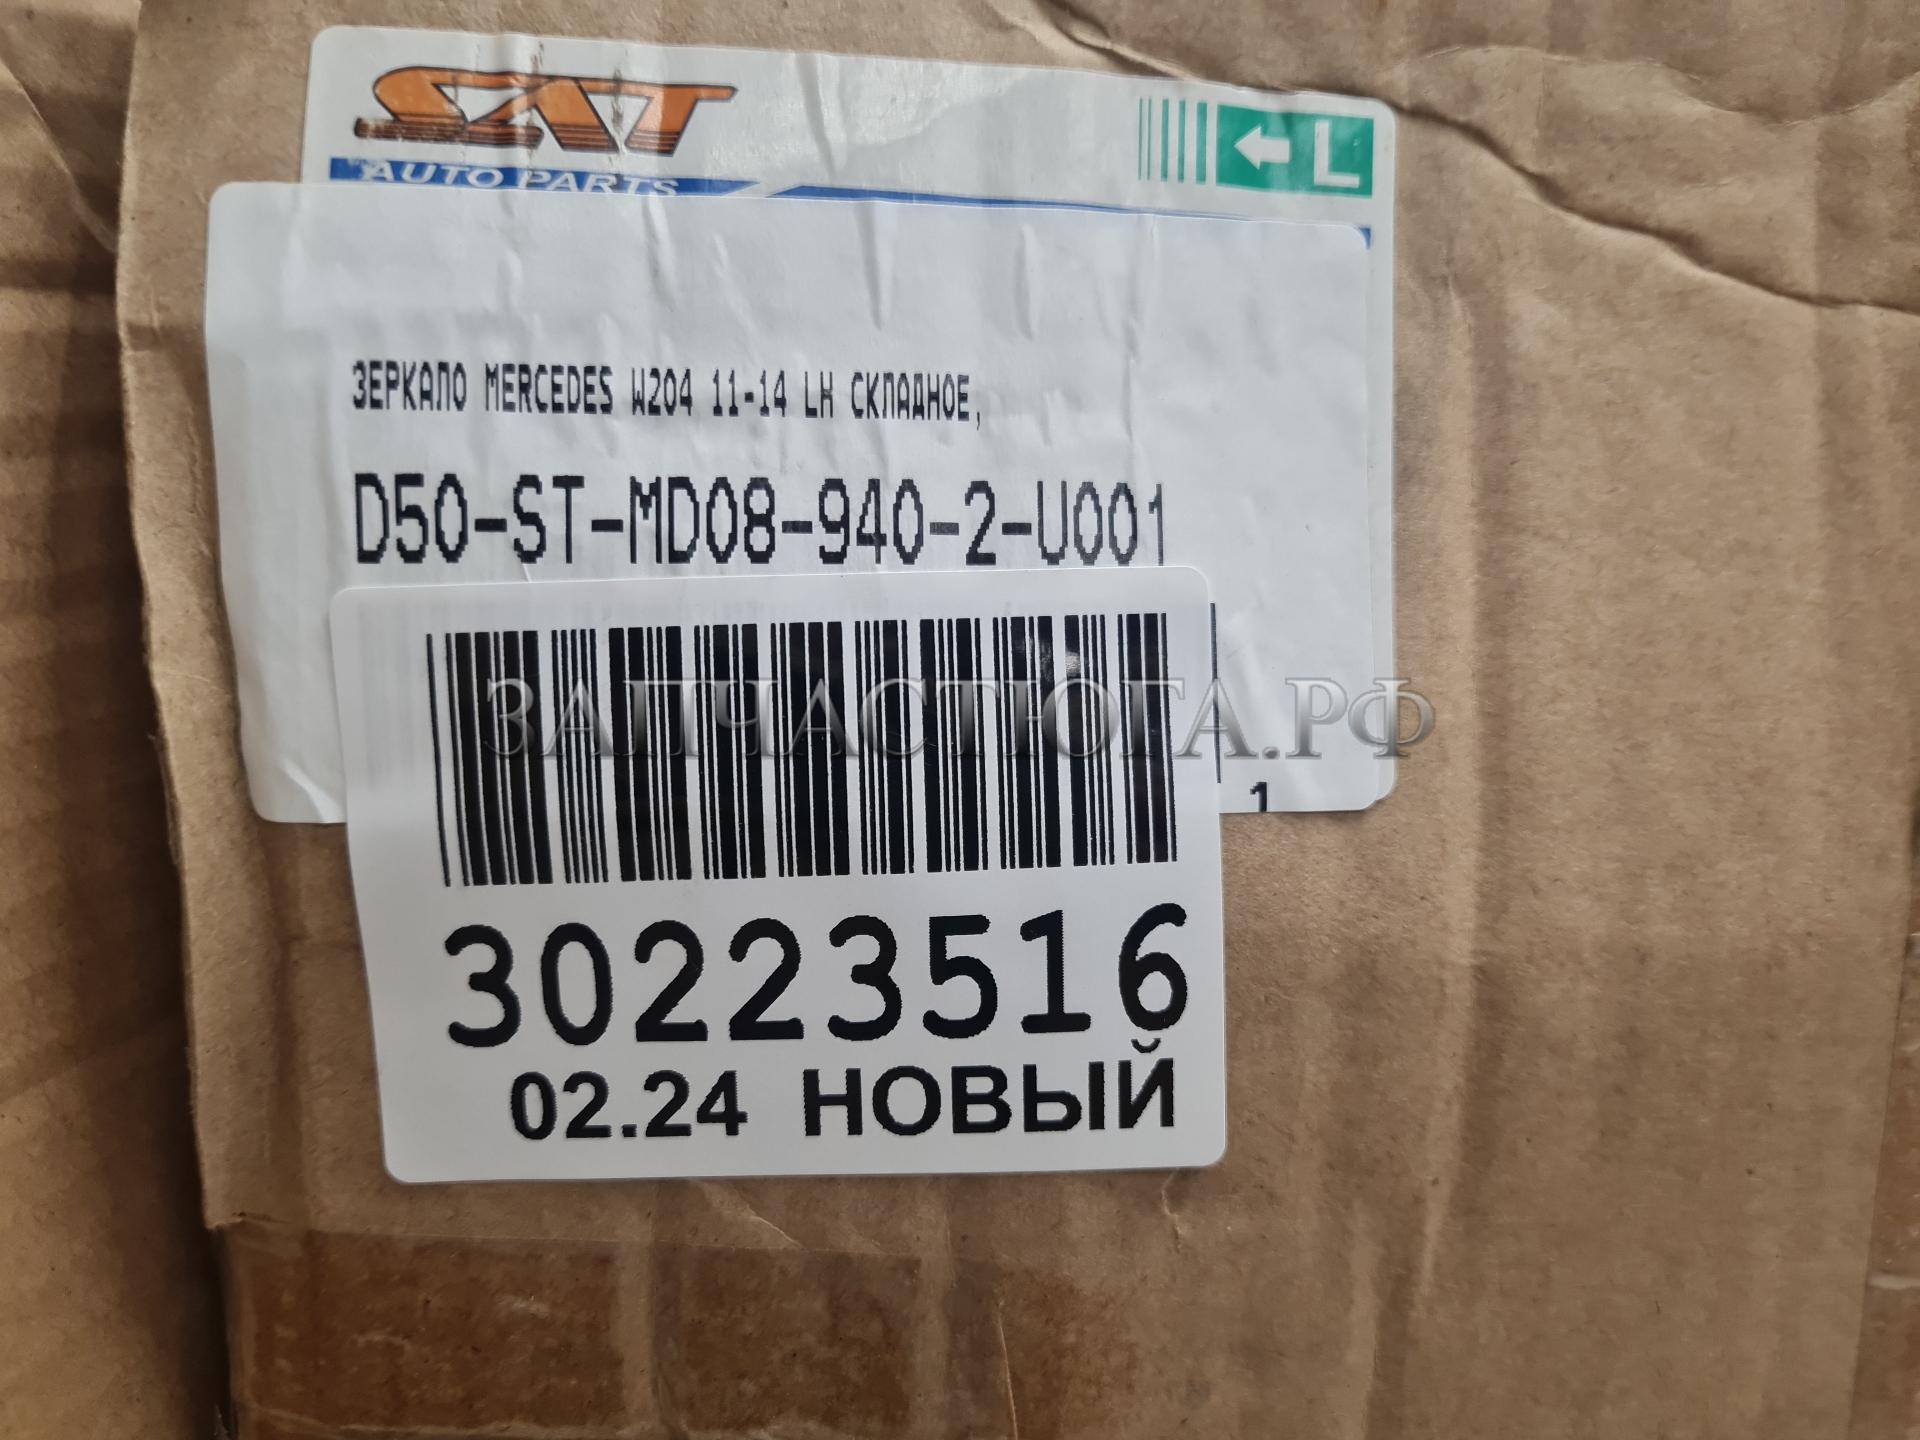 SAT
AUTO PARTS
L
ЗЕРКАЛО MERCEDES W204 11-14 LH СКЛАДНОЕ,
D50-ST-MD08-940-2-U001
ЗАПЧАСТЮГА.РФ
1
30223516
02.24 НОВЫЙ